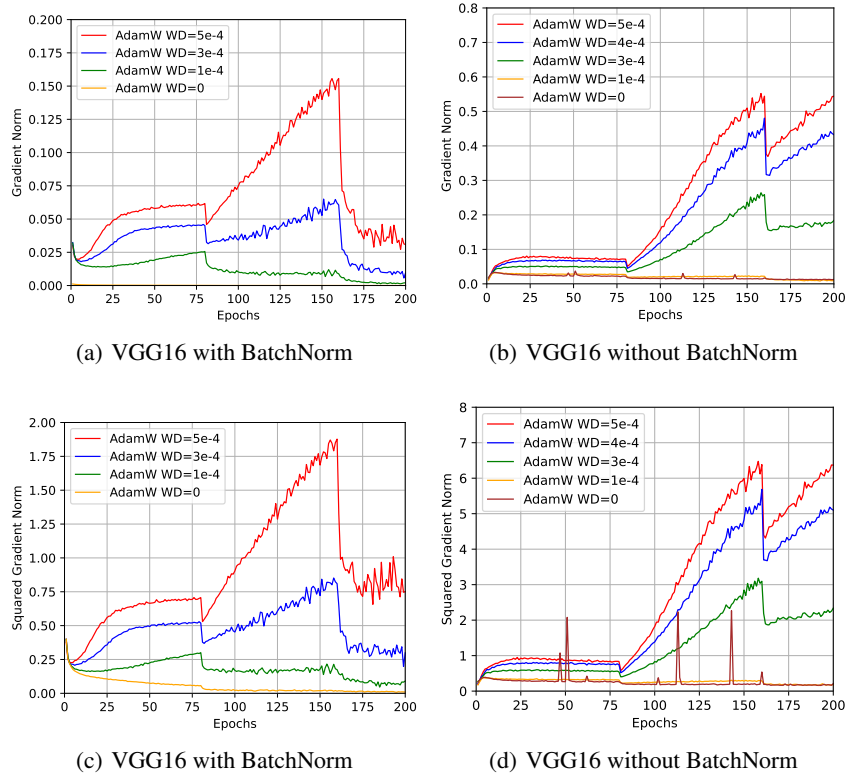 0.200
0.175
0.150
0.125
0.100
0.075
0.050
0.025
0.000
Gradient Norm
AdamW WD=5e-4
AdamW WD=3e-4
AdamW WD=1e-4
AdamW WD=0
0 25 50 75 100 125 150 175 200
Epochs
(a) VGG16 with BatchNorm
0.8
0.7
0.6
0.5
0.4
0.3
0.2
0.1
0.0
Gradient Norm
AdamW WD=5e-4
AdamW WD=4e-4
AdamW WD=3e-4
AdamW WD=1e-4
AdamW WD=0
0 25 50 75 100 125 150 175 200
Epochs
(b) VGG16 without BatchNorm
2.00
1.75
1.50
1.25
1.00
0.75
0.50
0.25
0.00
Squared Gradient Norm
AdamW WD=5e-4
AdamW WD=3e-4
AdamW WD=1e-4
AdamW WD=0
0 25 50 75 100 125 150 175 200
Epochs
(c) VGG16 with BatchNorm
8
7
6
5
4
3
2
1
0
Squared Gradient Norm
AdamW WD=5e-4
AdamW WD=4e-4
AdamW WD=3e-4
AdamW WD=1e-4
AdamW WD=0
0 25 50 75 100 125 150 175 200
Epochs
(d) VGG16 without BatchNorm